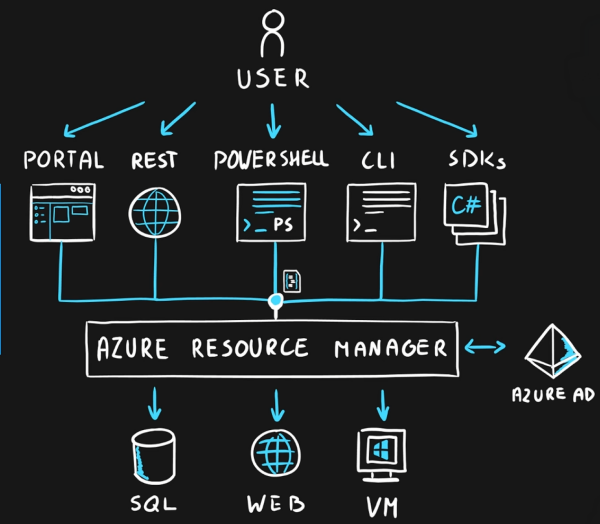 USER
PORTAL REST POWERSHELL CLI SDKs
C#
>_ PS >_
AZURE RESOURCE MANAGER
AZURE AD
SQL WEB VM